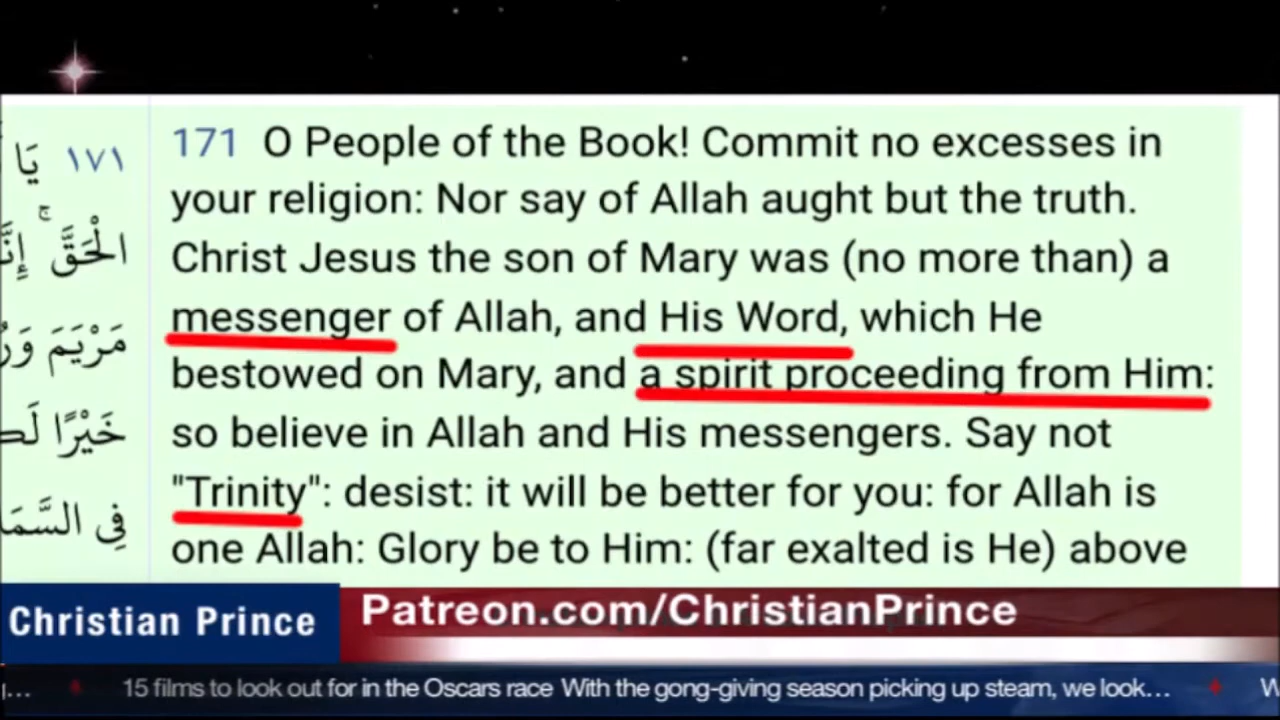 171 O People of the Book! Commit no excesses in
your religion: Nor say of Allah aught but the truth.
Christ Jesus the son of Mary was (no more than) a
messenger of Allah, and His Word, which He
bestowed on Mary, and a spirit proceeding from Him:
so believe in Allah and His messengers. Say not
"Trinity": desist: it will be better for you: for Allah is
one Allah: Glory be to Him: (far exalted is He) above
١٧١ يَا
الْحَقَّ ۚ
مَرْيَمَ
خَيْرًا
فِي
Christian Prince
Patreon.com/ChristianPrince
15 films to look out for in the Oscars race With the gong-giving season picking up steam, we look...